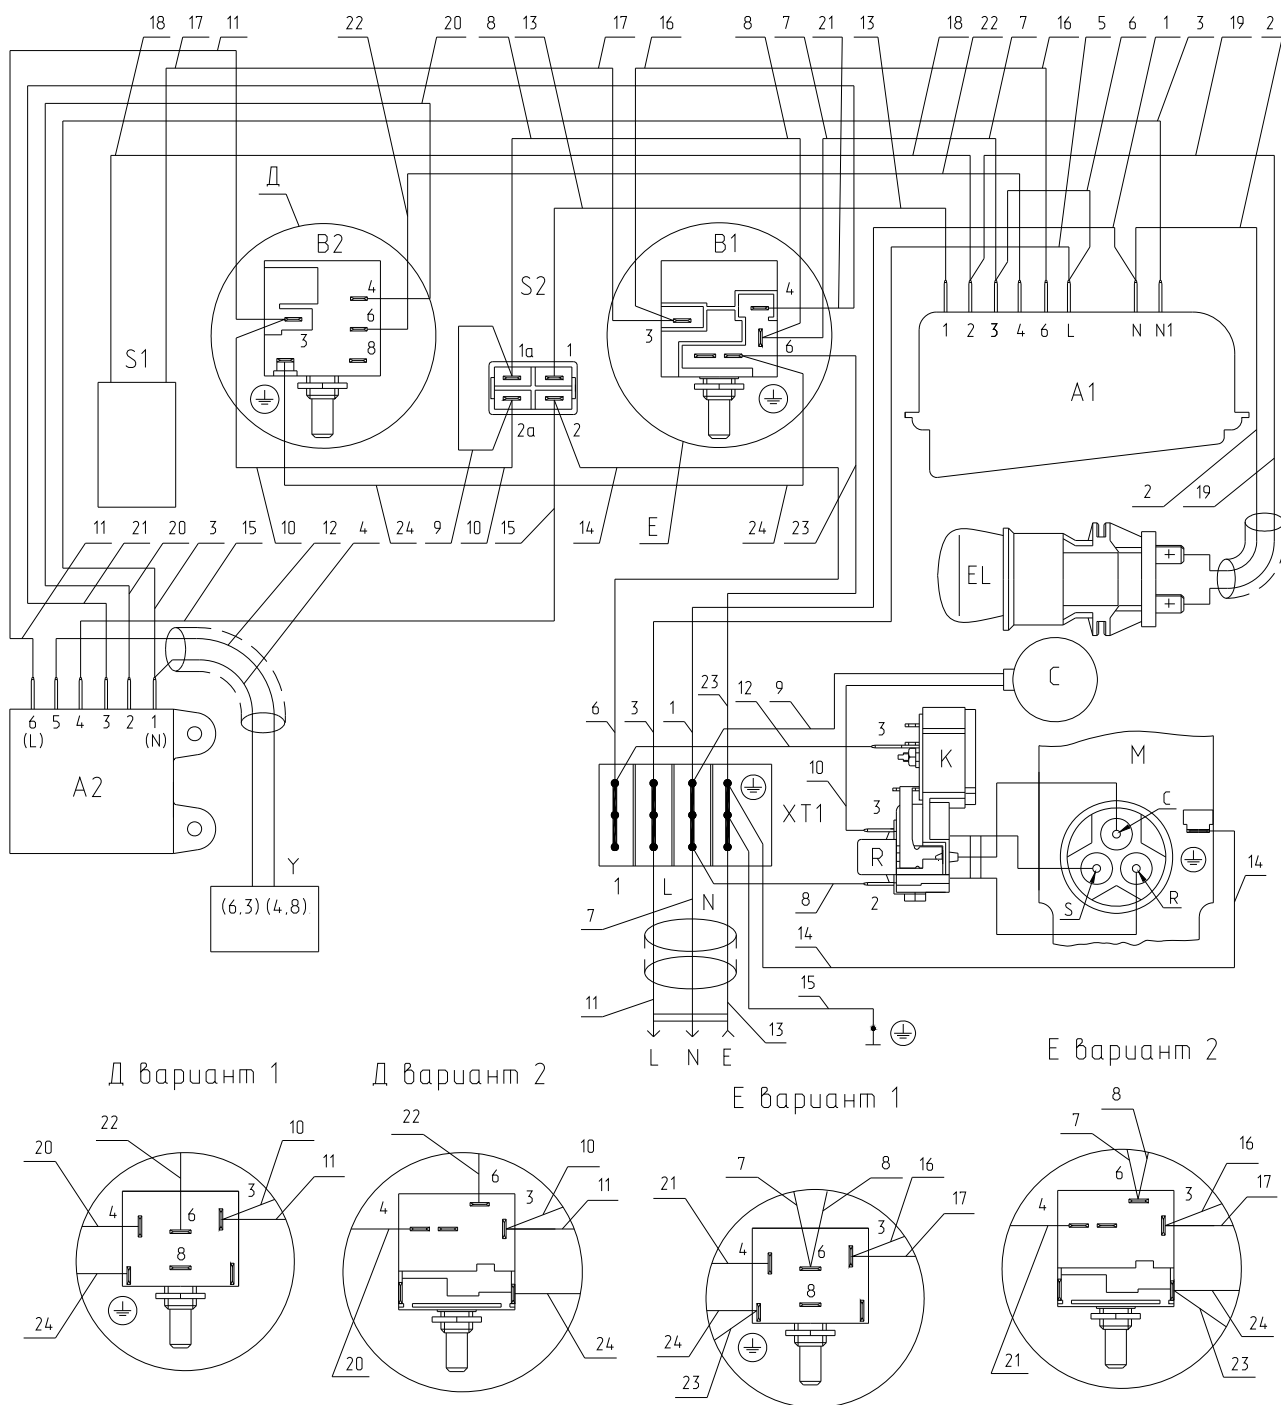 18 17 11 22 20 8 13 17 16 8 7 21 13 18 22 7 16 5 6 1 3 19 2
Д
B2
B1
S2
S1
4
6
3
8
1a 1
2a 2
4
3
6
1 2 3 4 6 L N N1
A1
2 19
11 21 20 3 15 12 4 10 24 9 10 15 14 E 24 23
EL
C
6 5 4 3 2 1
(L) (N)
A2
Y
(6,3) (4,8)
6 3 1 23 12 9
3
K
M
10
3
XT1
R
C
S
R
2
8
14
1 L N
7
14
15
11
13
L N E
Д вариант 1
Д вариант 2
E вариант 1
E вариант 2
20 22 10 11
4 6 3
8
24
22 10 11
4 6 3
20 24
21 7 8 16 17
4 6 3
8
24 23
7 8 16 17
4 6 3
21 24 23